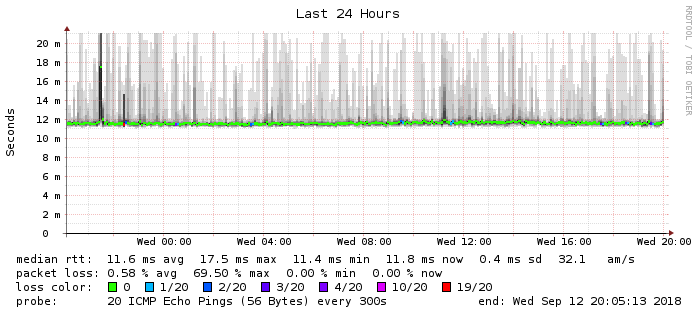 Last 24 Hours
RRDTOOL / TOBI OETIKER
Seconds
20 m
18 m
16 m
14 m
12 m
10 m
8 m
6 m
4 m
2 m
0
Wed 00:00 Wed 04:00 Wed 08:00 Wed 12:00 Wed 16:00 Wed 20:00
median rtt: 11.6 ms avg 17.5 ms max 11.4 ms min 11.8 ms now 0.4 ms sd 32.1 am/s
packet loss: 0.58 % avg 69.50 % max 0.00 % min 0.00 % now
loss color: 0 1/20 2/20 3/20 4/20 10/20 19/20
probe: 20 ICMP Echo Pings (56 Bytes) every 300s end: Wed Sep 12 20:05:13 2018